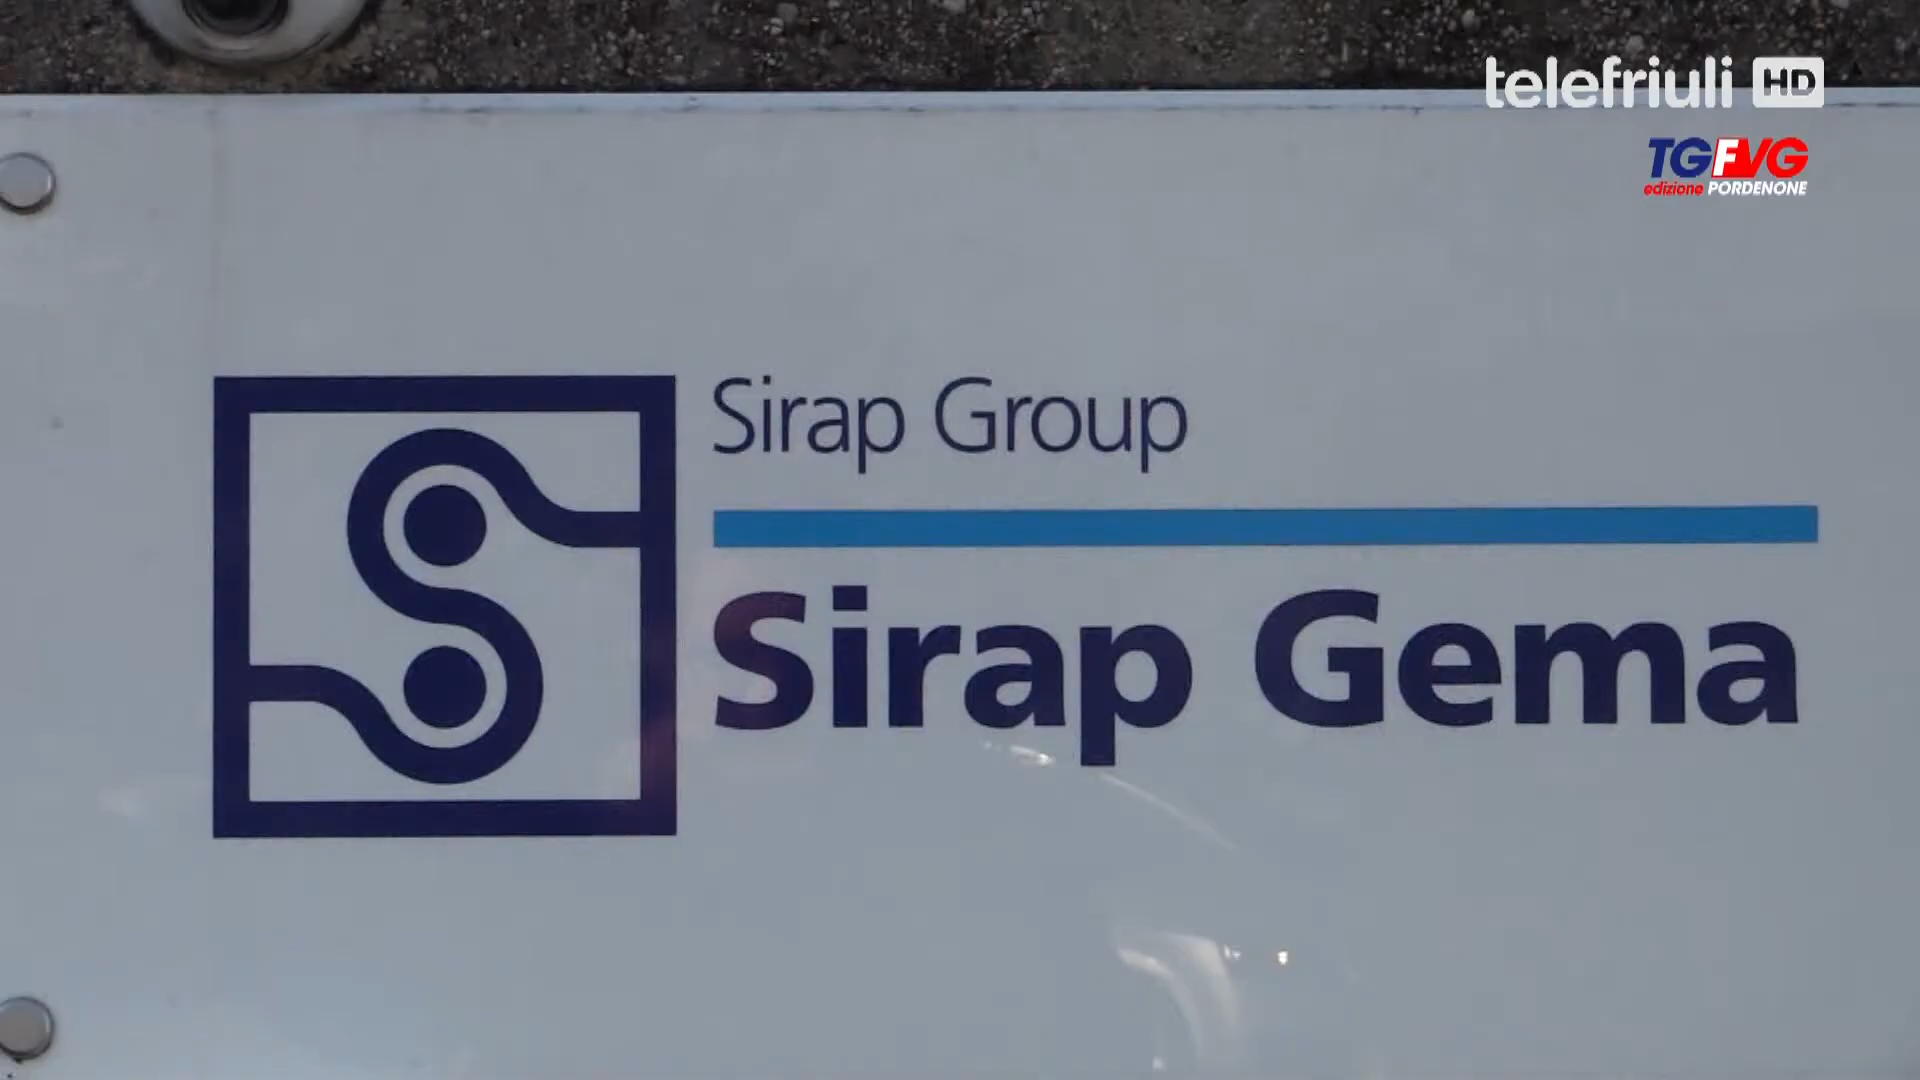 telefriuli HD
TGFVG
edizione PORDENONE
Sirap Group
Sirap Gema